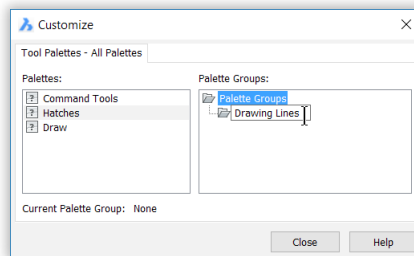 Customize
Tool Palettes - All Palettes
Palettes:
Palette Groups:
Command Tools
Hatches
Draw
Palette Groups
Drawing Lines
Current Palette Group: None
Close
Help